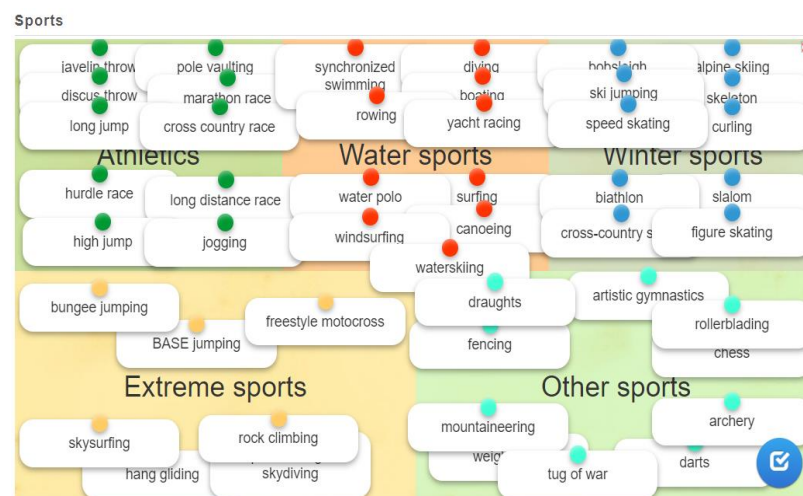 Sports
javelin throw
pole vaulting
synchronized
swimming
diving
bobsleigh
alpine skiing
discus throw
marathon race
rowing
boating
ski jumping
skeleton
long jump
cross country race
yacht racing
speed skating
curling
Athletics
Water sports
Winter sports
hurdle race
long distance race
water polo
surfing
biathlon
slalom
high jump
jogging
windsurfing
canoeing
cross-country
figure skating
waterskiing
bungee jumping
BASE jumping
freestyle motocross
draughts
artistic gymnastics
fencing
rollerblading
chess
Extreme sports
Other sports
skysurfing
rock climbing
mountaineering
archery
hang gliding
skydiving
tug of war
darts